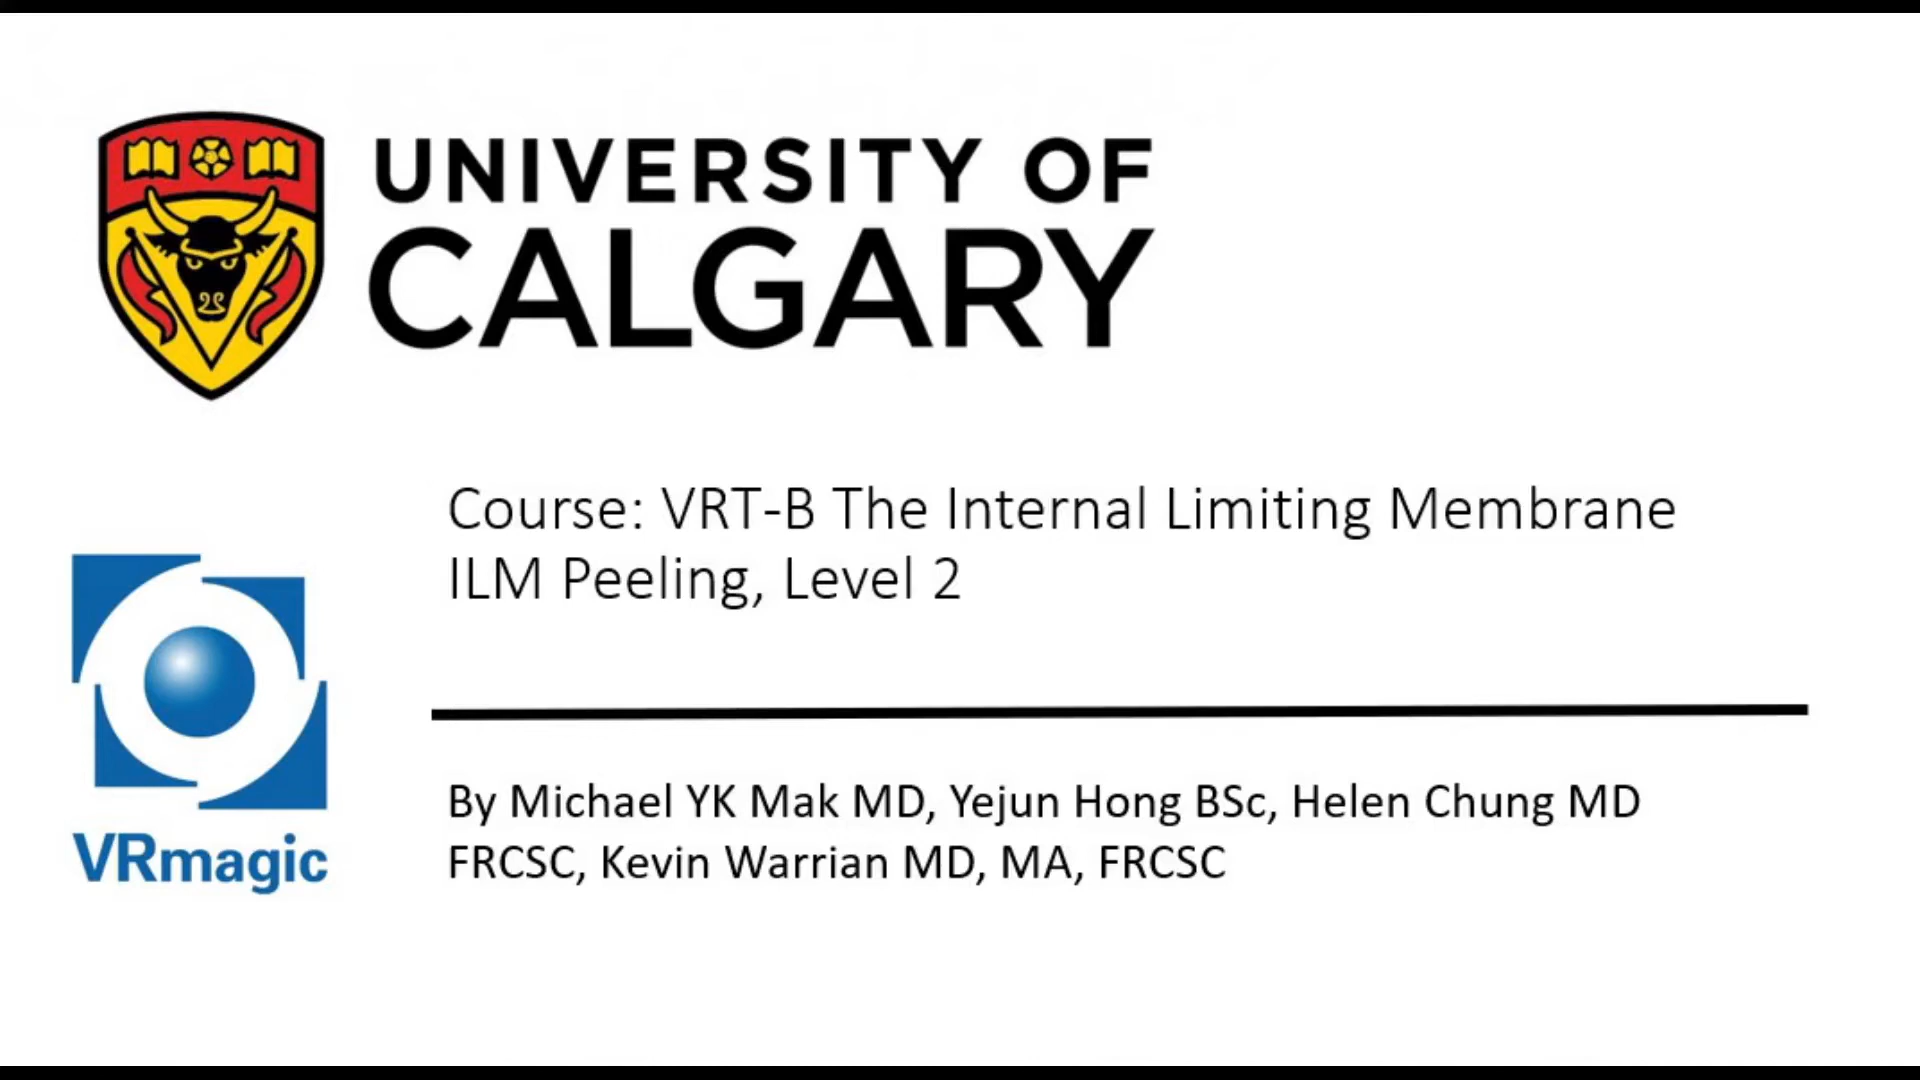 UNIVERSITY OF
CALGARY
Course: VRT-B The Internal Limiting Membrane
ILM Peeling, Level 2
VRmagic
By Michael YK Mak MD, Yejun Hong BSc, Helen Chung MD
FRCSC, Kevin Warrian MD, MA, FRCSC